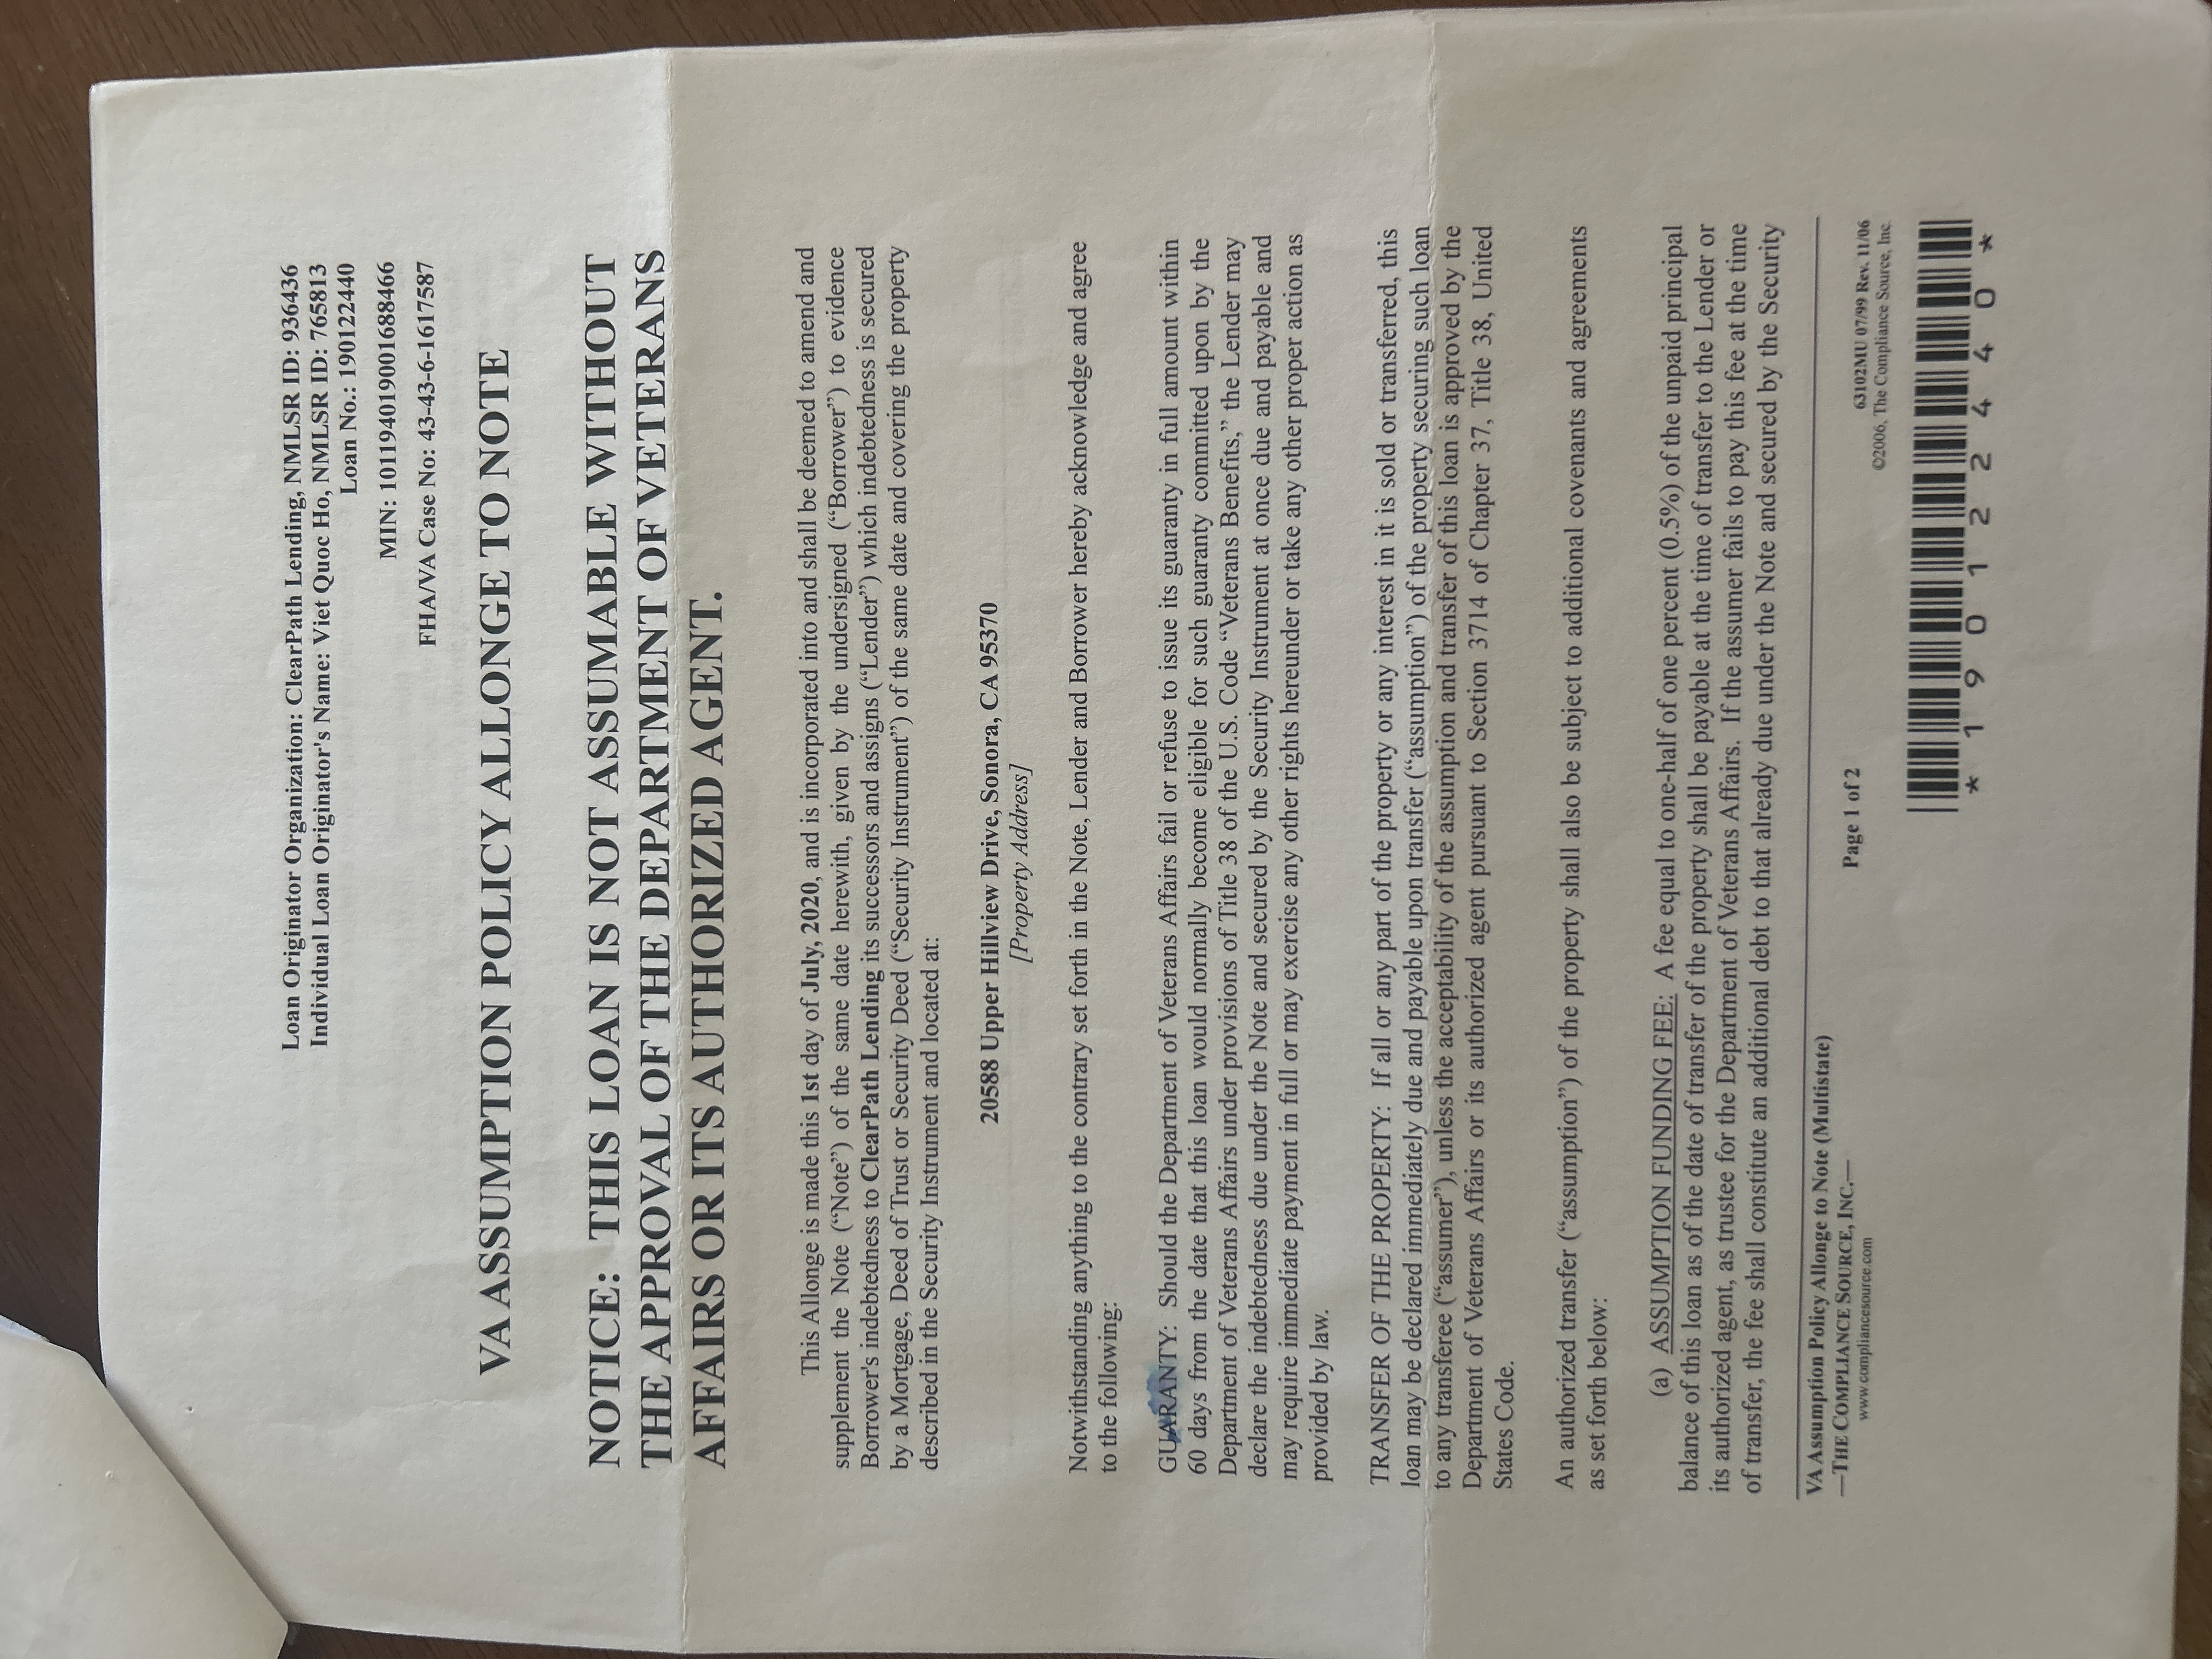 Loan Originator Organization: ClearPath Lending, NMLSR ID: 936436
Individual Loan Originator's Name: Viet Quoc Ho, NMLSR ID: 765813
Loan No.: 190122440
MIN: 101194019001688466
FHA/VA Case No: 43-43-6-1617587
VA ASSUMPTION POLICY ALLONGE TO NOTE
NOTICE: THIS LOAN IS NOT ASSUMABLE WITHOUT
THE APPROVAL OF THE DEPARTMENT OF VETERANS
AFFAIRS OR ITS AUTHORIZED AGENT.
This Allonge is made this 1st day of July, 2020, and is incorporated into and shall be deemed to amend and
supplement the Note (“Note”) of the same date herewith, given by the undersigned (“Borrower”) to evidence
Borrower's indebtedness to ClearPath Lending its successors and assigns (“Lender”) which indebtedness is secured
by a Mortgage, Deed of Trust or Security Deed (“Security Instrument”) of the same date and covering the property
described in the Security Instrument and located at:
20588 Upper Hillview Drive, Sonora, CA 95370
[Property Address]
Notwithstanding anything to the contrary set forth in the Note, Lender and Borrower hereby acknowledge and agree
to the following:
GUARANTY: Should the Department of Veterans Affairs fail or refuse to issue its guaranty in full amount within
60 days from the date that this loan would normally become eligible for such guaranty committed upon by the
Department of Veterans Affairs under provisions of Title 38 of the U.S. Code “Veterans Benefits,” the Lender may
declare the indebtedness due under the Note and secured by the Security Instrument at once due and payable and
may require immediate payment in full or may exercise any other rights hereunder or take any other proper action as
provided by law.
TRANSFER OF THE PROPERTY: If all or any part of the property or any interest in it is sold or transferred, this
loan may be declared immediately due and payable upon transfer (“assumption”) of the property securing such loan
to any transferee (“assumer”), unless the acceptability of the assumption and transfer of this loan is approved by the
Department of Veterans Affairs or its authorized agent pursuant to Section 3714 of Chapter 37, Title 38, United
States Code.
An authorized transfer (“assumption”) of the property shall also be subject to additional covenants and agreements
as set forth below:
(a) ASSUMPTION FUNDING FEE: A fee equal to one-half of one percent (0.5%) of the unpaid principal
balance of this loan as of the date of transfer of the property shall be payable at the time of transfer to the Lender or
its authorized agent, as trustee for the Department of Veterans Affairs. If the assumer fails to pay this fee at the time
of transfer, the fee shall constitute an additional debt to that already due under the Note and secured by the Security
VA Assumption Policy Allonge to Note (Multistate)
—THE COMPLIANCE SOURCE, INC.—
www.compliancesource.com
Page 1 of 2
63102MU 07/99 Rev. 11/06
©2006, The Compliance Source, Inc.
* 1 9 0 1 2 2 4 4 0 *